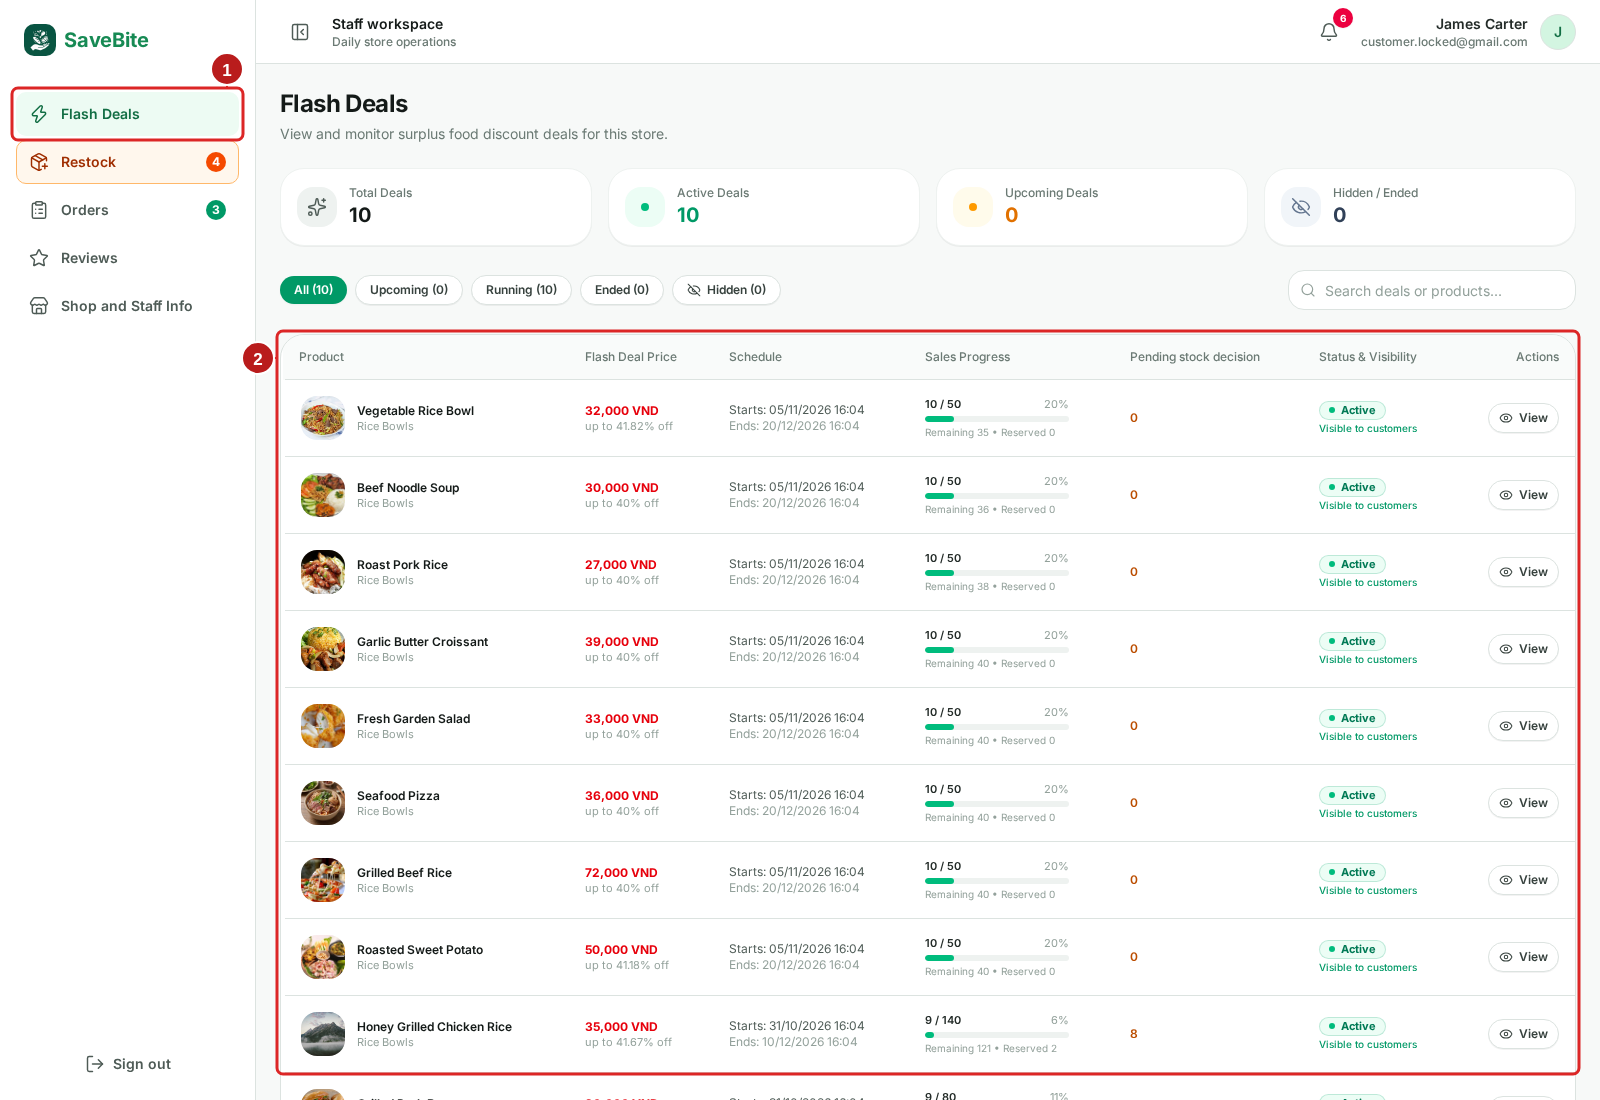 SaveBite
1
Flash Deals
Restock
4
Orders
3
Reviews
Shop and Staff Info
Sign out
Staff workspace
Daily store operations
6
James Carter
customer.locked@gmail.com
J
Flash Deals
View and monitor surplus food discount deals for this store.
Total Deals
10
Active Deals
10
Upcoming Deals
0
Hidden / Ended
0
All (10)
Upcoming (0)
Running (10)
Ended (0)
Hidden (0)
Search deals or products...
2
Product Flash Deal Price Schedule Sales Progress Pending stock decision Status & Visibility Actions
Vegetable Rice Bowl
Rice Bowls
32,000 VND
up to 41.82% off
Starts: 05/11/2026 16:04
Ends: 20/12/2026 16:04
10 / 50 20%
Remaining 35 • Reserved 0
0
Active
Visible to customers
View
Beef Noodle Soup
Rice Bowls
30,000 VND
up to 40% off
Starts: 05/11/2026 16:04
Ends: 20/12/2026 16:04
10 / 50 20%
Remaining 36 • Reserved 0
0
Active
Visible to customers
View
Roast Pork Rice
Rice Bowls
27,000 VND
up to 40% off
Starts: 05/11/2026 16:04
Ends: 20/12/2026 16:04
10 / 50 20%
Remaining 38 • Reserved 0
0
Active
Visible to customers
View
Garlic Butter Croissant
Rice Bowls
39,000 VND
up to 40% off
Starts: 05/11/2026 16:04
Ends: 20/12/2026 16:04
10 / 50 20%
Remaining 40 • Reserved 0
0
Active
Visible to customers
View
Fresh Garden Salad
Rice Bowls
33,000 VND
up to 40% off
Starts: 05/11/2026 16:04
Ends: 20/12/2026 16:04
10 / 50 20%
Remaining 40 • Reserved 0
0
Active
Visible to customers
View
Seafood Pizza
Rice Bowls
36,000 VND
up to 40% off
Starts: 05/11/2026 16:04
Ends: 20/12/2026 16:04
10 / 50 20%
Remaining 40 • Reserved 0
0
Active
Visible to customers
View
Grilled Beef Rice
Rice Bowls
72,000 VND
up to 40% off
Starts: 05/11/2026 16:04
Ends: 20/12/2026 16:04
10 / 50 20%
Remaining 40 • Reserved 0
0
Active
Visible to customers
View
Roasted Sweet Potato
Rice Bowls
50,000 VND
up to 41.18% off
Starts: 05/11/2026 16:04
Ends: 20/12/2026 16:04
10 / 50 20%
Remaining 40 • Reserved 0
0
Active
Visible to customers
View
Honey Grilled Chicken Rice
Rice Bowls
35,000 VND
up to 41.67% off
Starts: 31/10/2026 16:04
Ends: 10/12/2026 16:04
9 / 140 6%
Remaining 121 • Reserved 2
8
Active
Visible to customers
View
9 / 80 11%